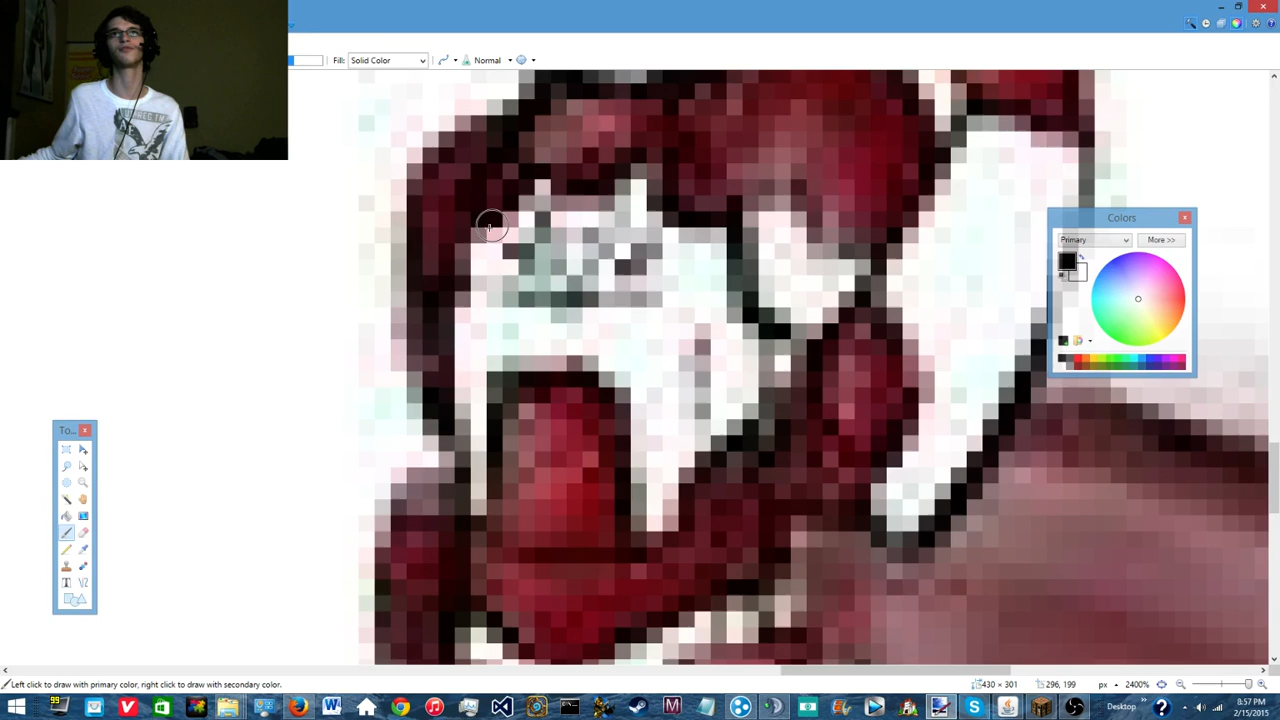 Fill:
Solid Color
Normal
Colors
Primary
More >>
To...
Left click to draw with primary color, right click to draw with secondary color.
430 × 301
296, 199
px
2400%
99
Desktop
8:57 PM
2/15/2015